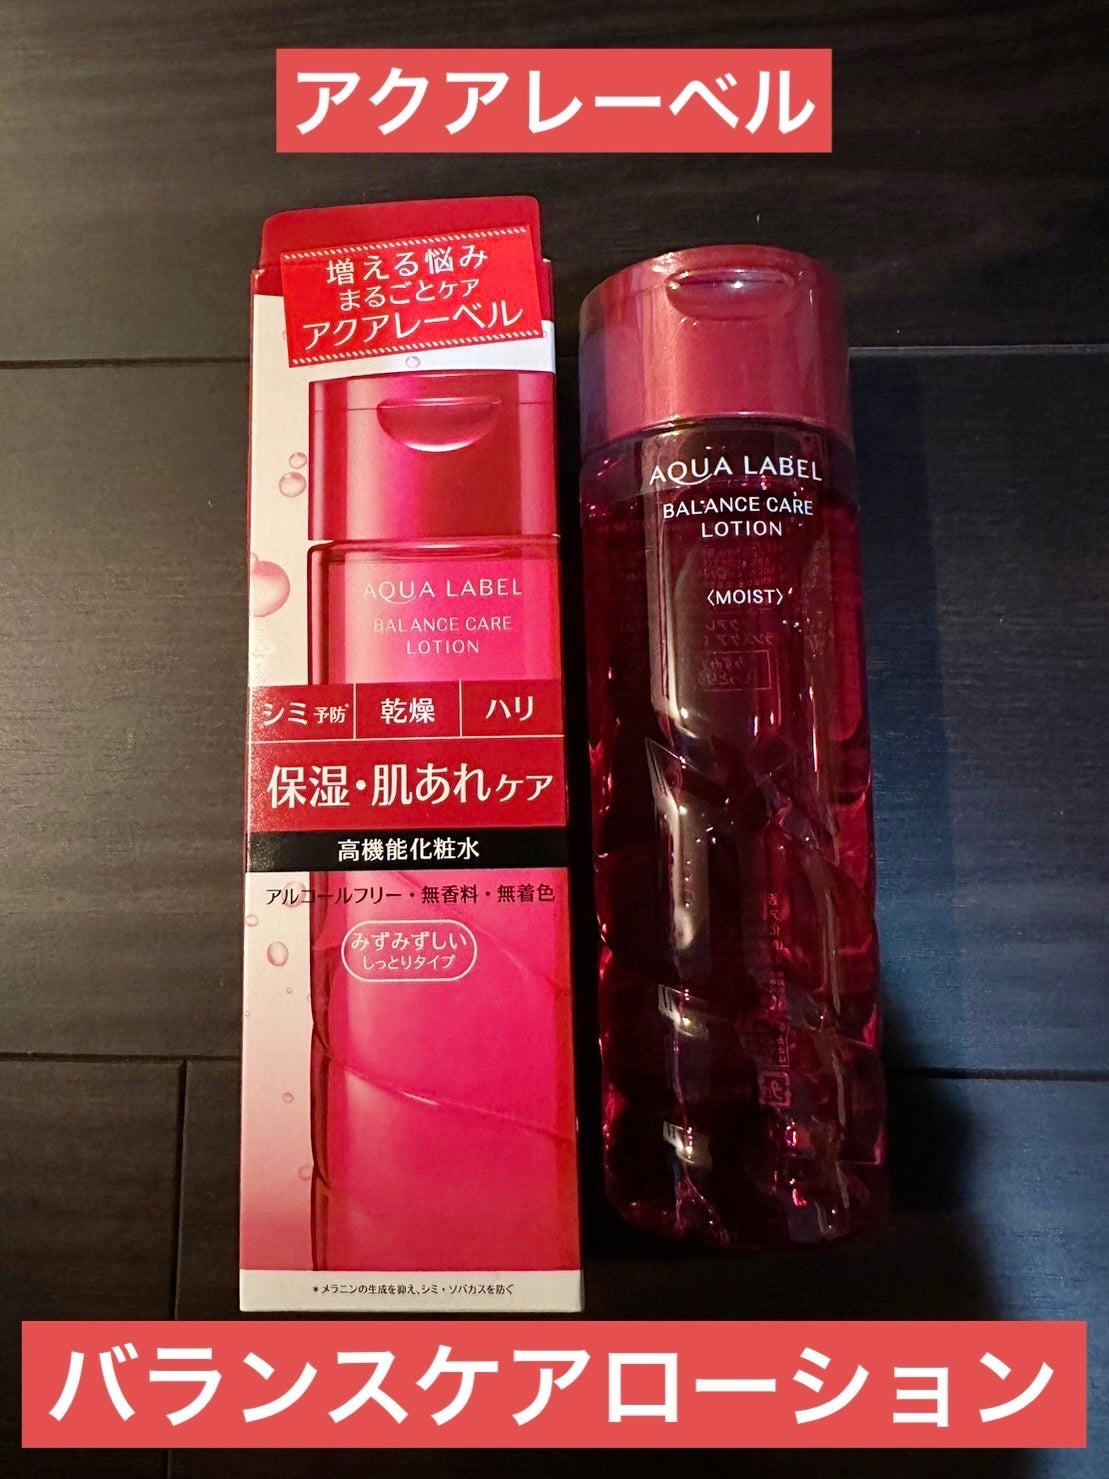 アクアレーベル
増える悩み
まるごとケア
アクアレーベル
AQUA LABEL
BALANCE CARE
LOTION
シミ予防* 乾燥 ハリ
保湿・肌あれケア
高機能化粧水
アルコールフリー・無香料・無着色
みずみずしい
しっとりタイプ
*メラニンの生成を抑え、シミ・ソバカスを防ぐ
AQUA LABEL
BALANCE CARE
LOTION
〈MOIST〉
バランスケアローション